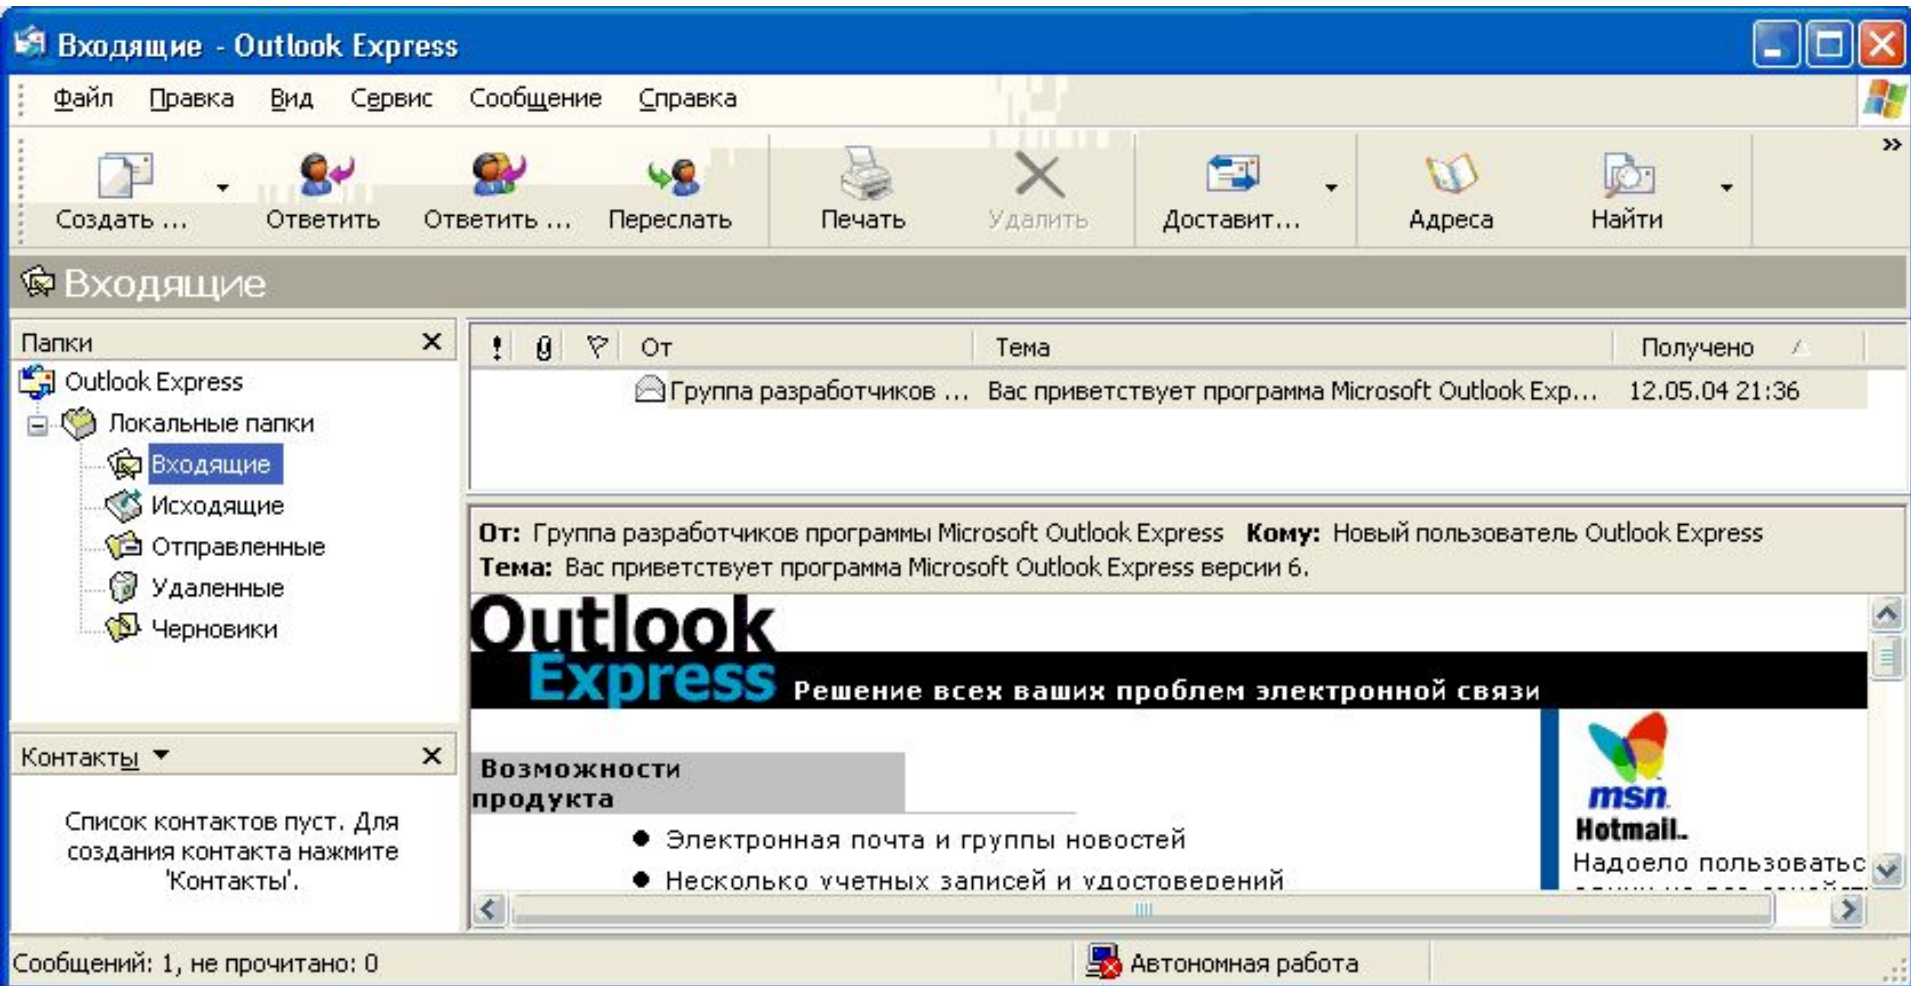 Входящие - Outlook Express
Файл Правка Вид Сервис Сообщение Справка
»
Создать ... Ответить Ответить ... Переслать Печать Удалить Доставит... Адреса Найти
Входящие
Папки
Outlook Express
Локальные папки
Входящие
Исходящие
Отправленные
Удаленные
Черновики
Контакты
Список контактов пуст. Для
создания контакта нажмите
'Контакты'.
! От Тема Получено
Группа разработчиков ... Вас приветствует программа Microsoft Outlook Exp... 12.05.04 21:36
От: Группа разработчиков программы Microsoft Outlook Express Кому: Новый пользователь Outlook Express
Тема: Вас приветствует программа Microsoft Outlook Express версии 6.
Outlook
Express Решение всех ваших проблем электронной связи
Возможности
продукта
Электронная почта и группы новостей
Несколько учетных записей и удостоверений
msn
Hotmail
Надоело пользоватьс
Сообщений: 1, не прочитано: 0 Автономная работа